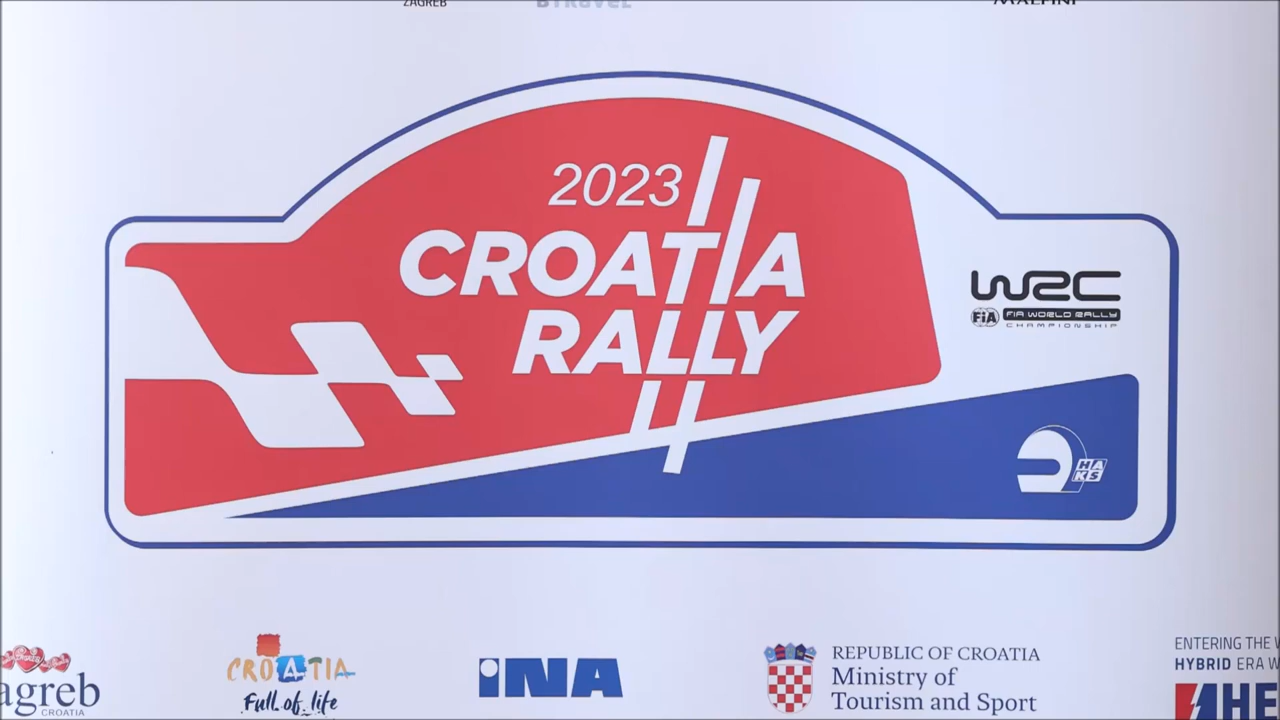 ZAGREB
2023
CROATIA
RALLY
WRC
FIA
FIA WORLD RALLY
CHAMPIONSHIP
HAKS
agreb
CROATIA
CROATIA
Full of life
INA
REPUBLIC OF CROATIA
Ministry of
Tourism and Sport
ENTERING THE
HYBRID ERA